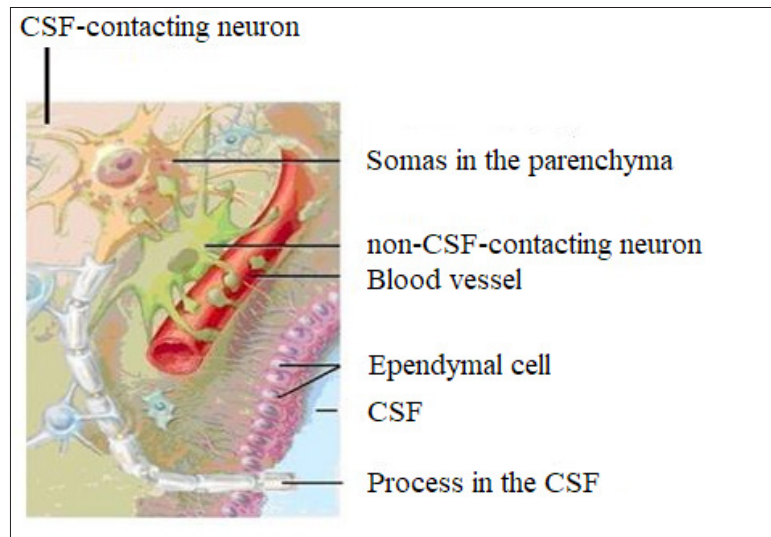 CSF-contacting neuron
Somas in the parenchyma
non-CSF-contacting neuron
Blood vessel
Ependymal cell
CSF
Process in the CSF